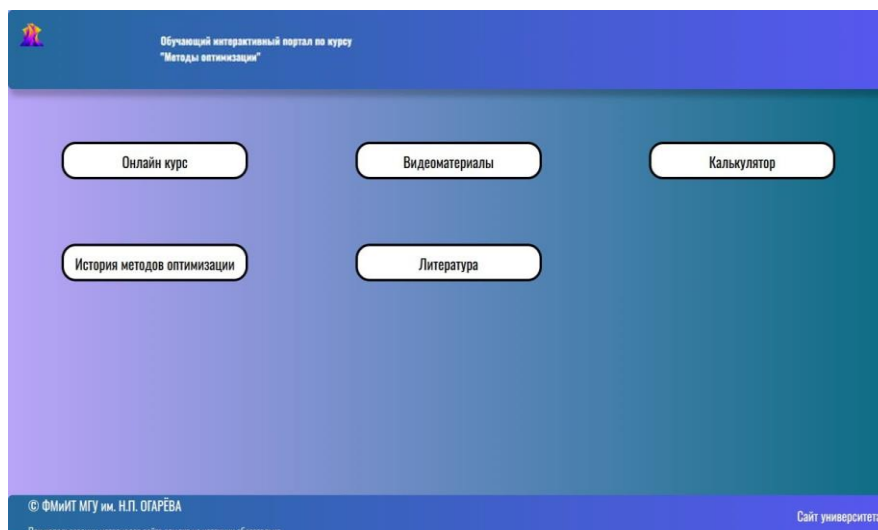 Обучающий интерактивный портал по курсу
"Методы оптимизации"
Онлайн курс
Видеоматериалы
Калькулятор
История методов оптимизации
Литература
© ФМиИТ МГУ им. Н.П. ОГАРЁВА
Сайт университета